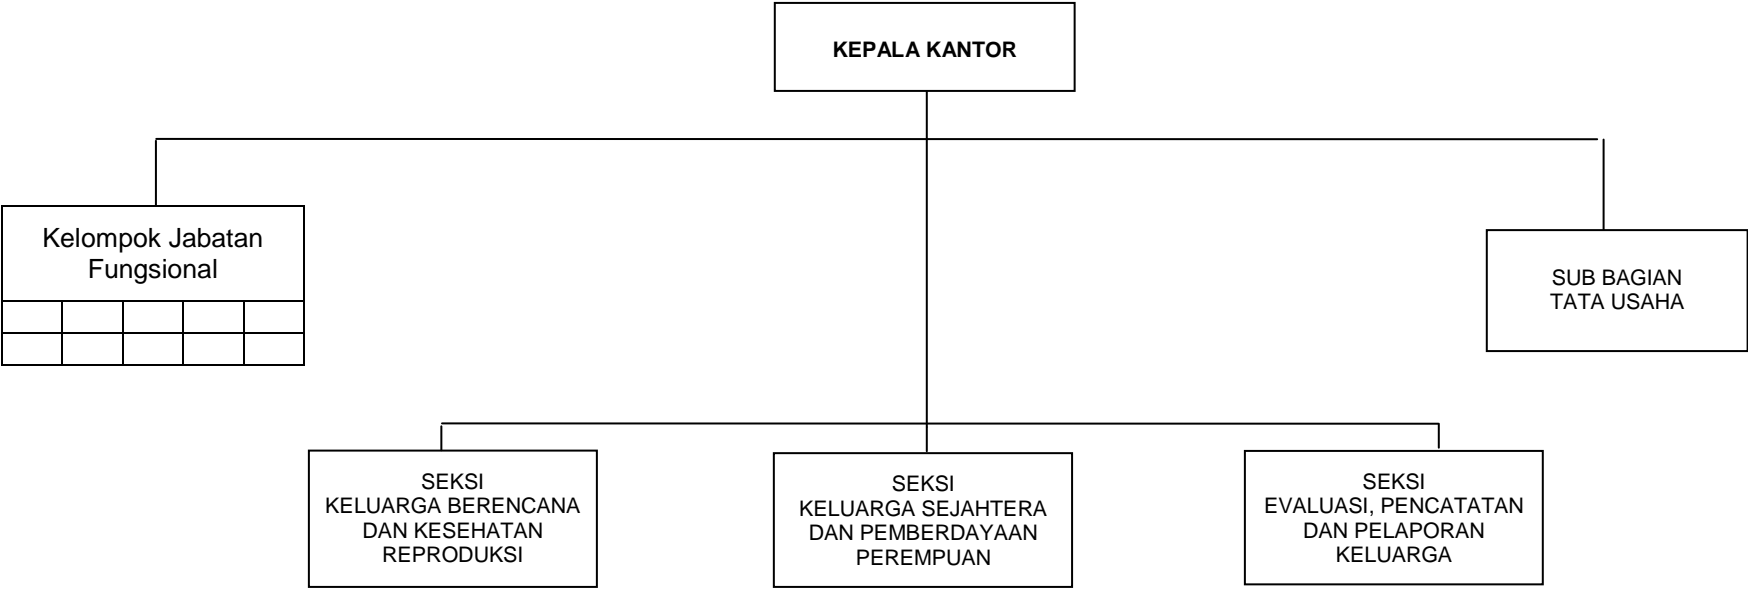 KEPALA KANTOR
Kelompok Jabatan
Fungsional
SUB BAGIAN
TATA USAHA
SEKSI
KELUARGA BERENCANA
DAN KESEHATAN
REPRODUKSI
SEKSI
KELUARGA SEJAHTERA
DAN PEMBERDAYAAN
PEREMPUAN
SEKSI
EVALUASI, PENCATATAN
DAN PELAPORAN
KELUARGA